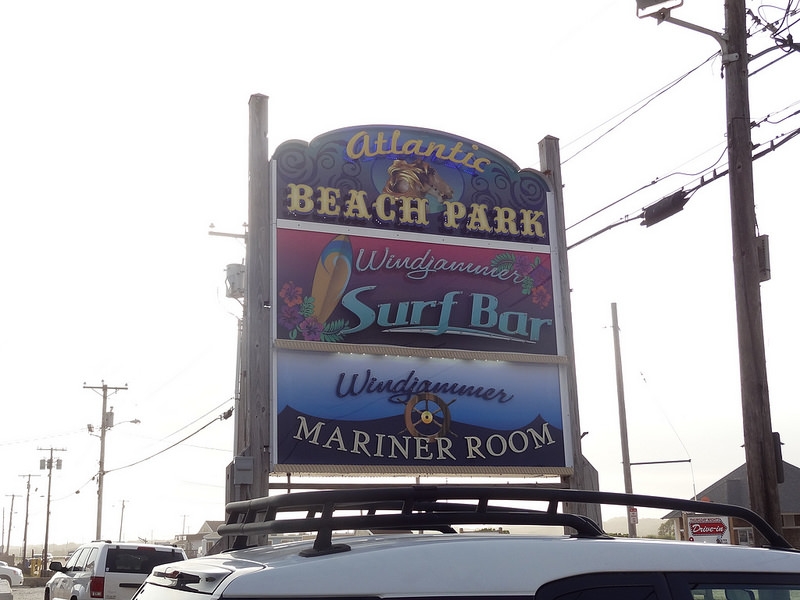 Atlantic
BEACH PARK
Windjammer
Surf Bar
Windjammer
MARINER ROOM
Drive-in